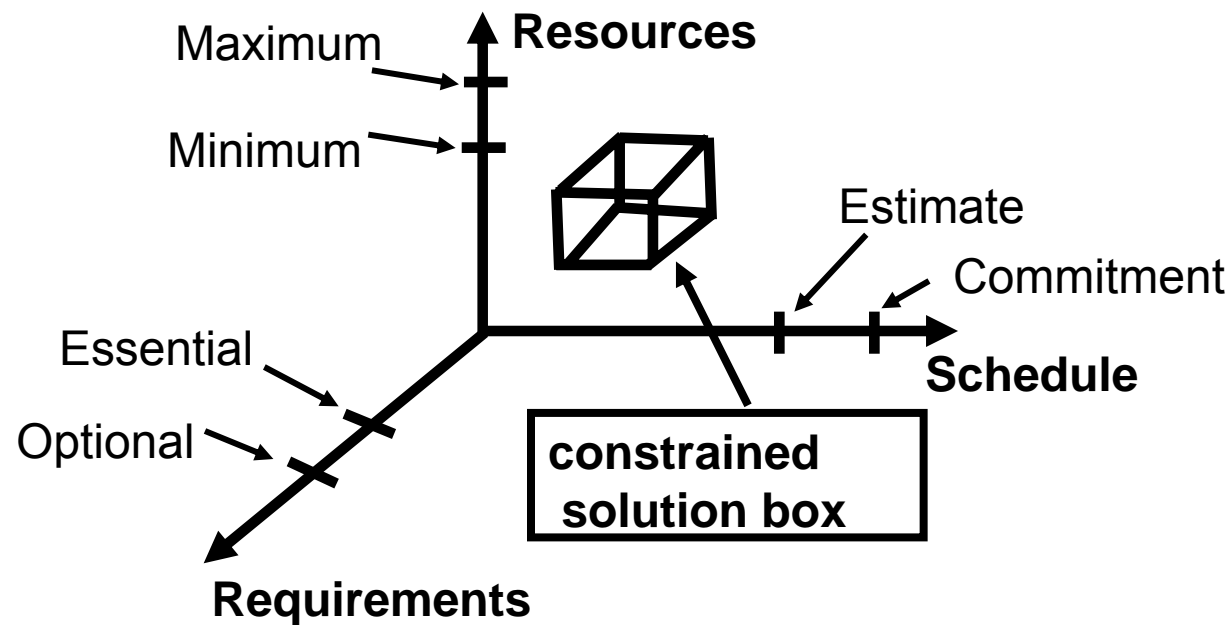 Resources
Maximum
Minimum
Estimate
Commitment
Essential
Schedule
Optional
constrained
solution box
Requirements